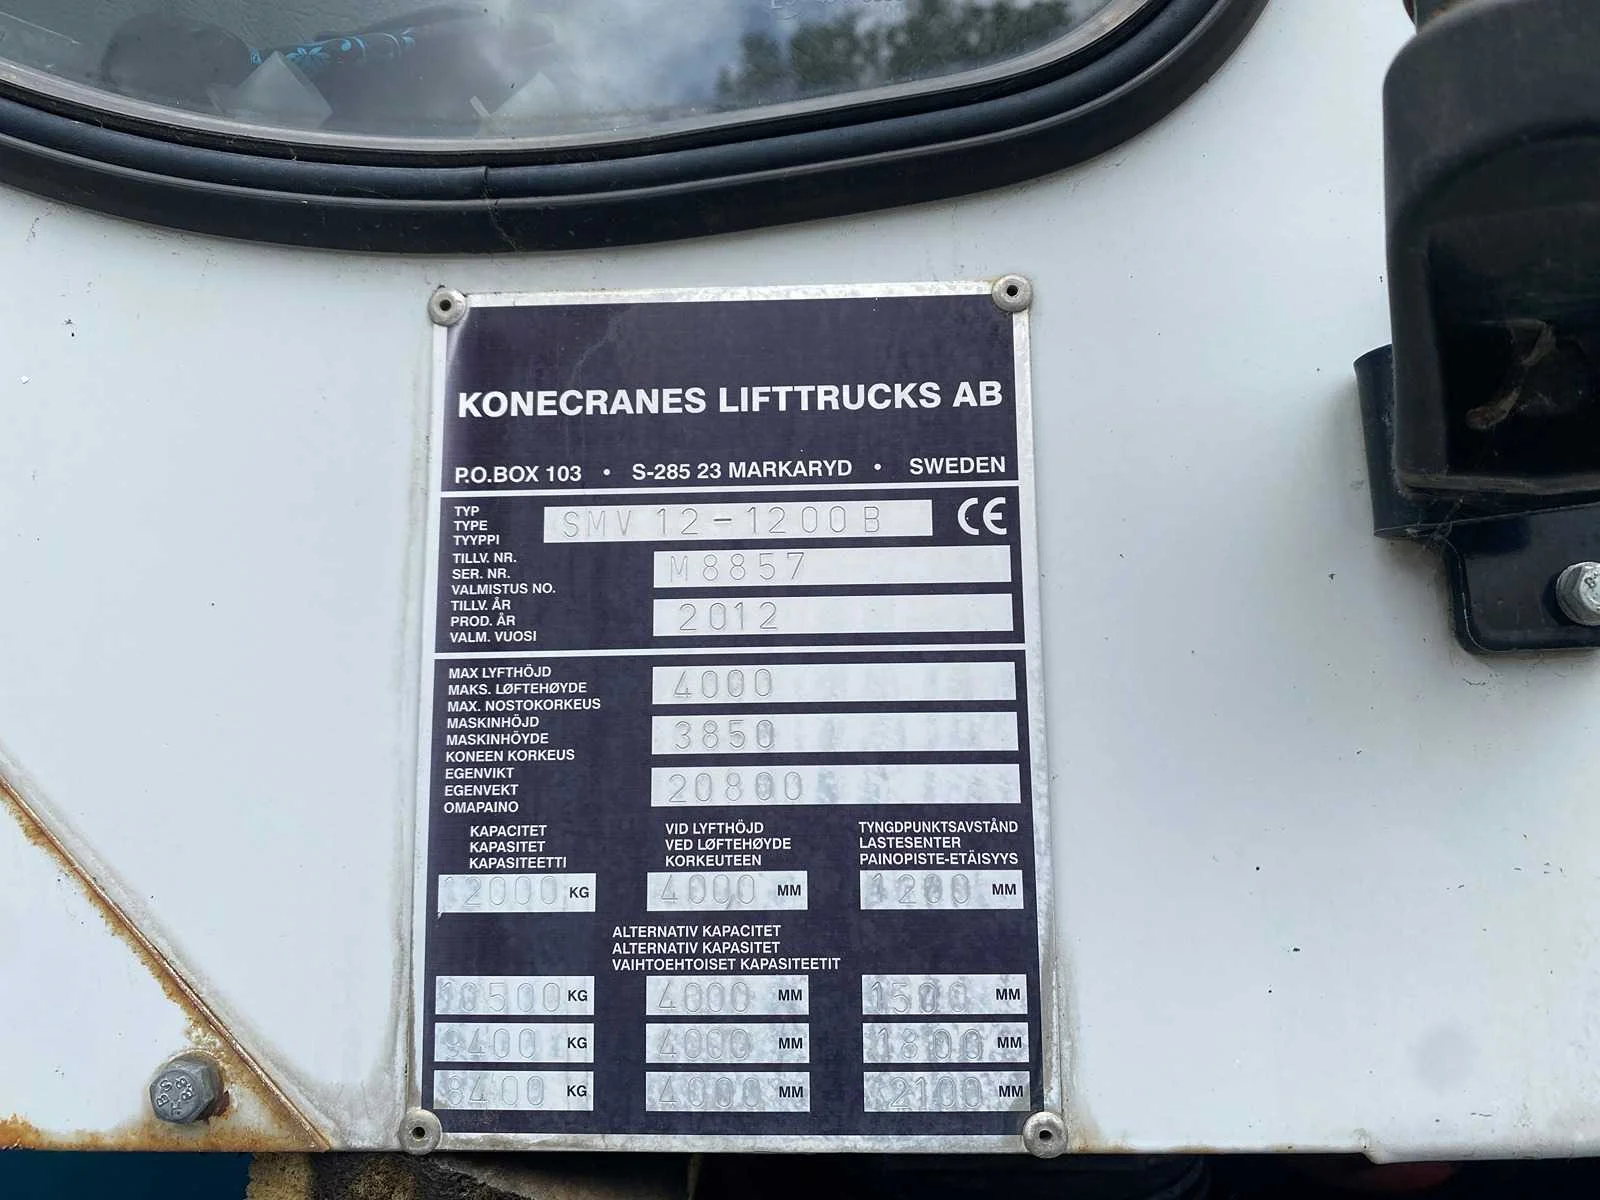 KONECRANES LIFTTRUCKS AB
P.O.BOX 103 • S-285 23 MARKARYD • SWEDEN
TYP
TYPE
TYYPPI
SMV 12-1200B
CE
TILLV. NR.
SER. NR.
VALMISTUS NO.
M8857
TILLV. ÅR
PROD. ÅR
VALM. VUOSI
2012
MAX LYFTHÖJD
MAKS. LØFTEHØYDE
MAX. NOSTOKORKEUS
4000
MASKINHÖJD
MASKINHÖYDE
KONEEN KORKEUS
3850
EGENVIKT
EGENVEKT
OMAPAINO
20800
KAPACITET
KAPASITET
KAPASITEETTI
VID LYFTHÖJD
VED LØFTEHØYDE
KORKEUTEEN
TYNGDPUNKTSAVSTÅND
LASTESENTER
PAINOPISTE-ETÄISYYS
12000 KG 4000 MM 1200 MM
ALTERNATIV KAPACITET
ALTERNATIV KAPASITET
VAIHTOEHTOISET KAPASITEETIT
10500 KG 4000 MM 1500 MM
9400 KG 4000 MM 1800 MM
8400 KG 4000 MM 2100 MM